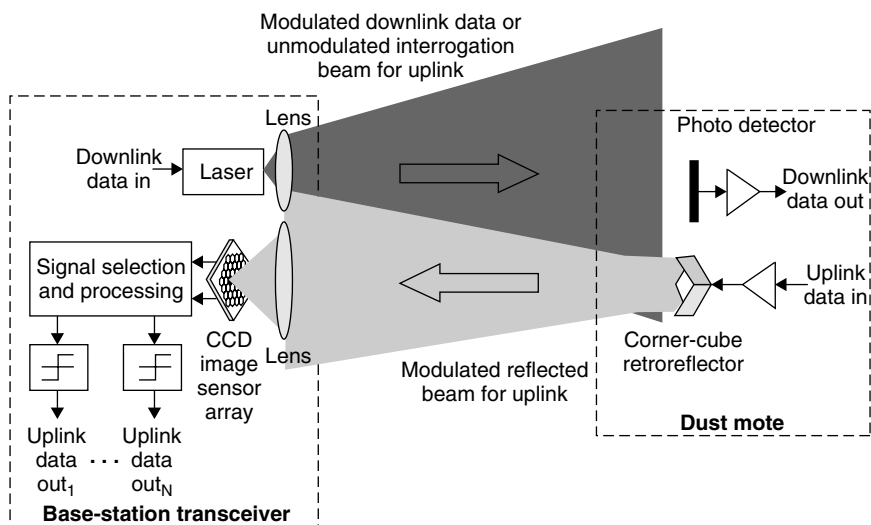 Modulated downlink data or
unmodulated interrogation
beam for uplink
Lens
Photo detector
Downlink
data in
Laser
Downlink
data out
Signal selection
and processing
Uplink
data in
CCD
image
sensor
array
Lens
Corner-cube
retroreflector
Modulated reflected
beam for uplink
Dust mote
Uplink
data
out1
...
Uplink
data
outN
Base-station transceiver